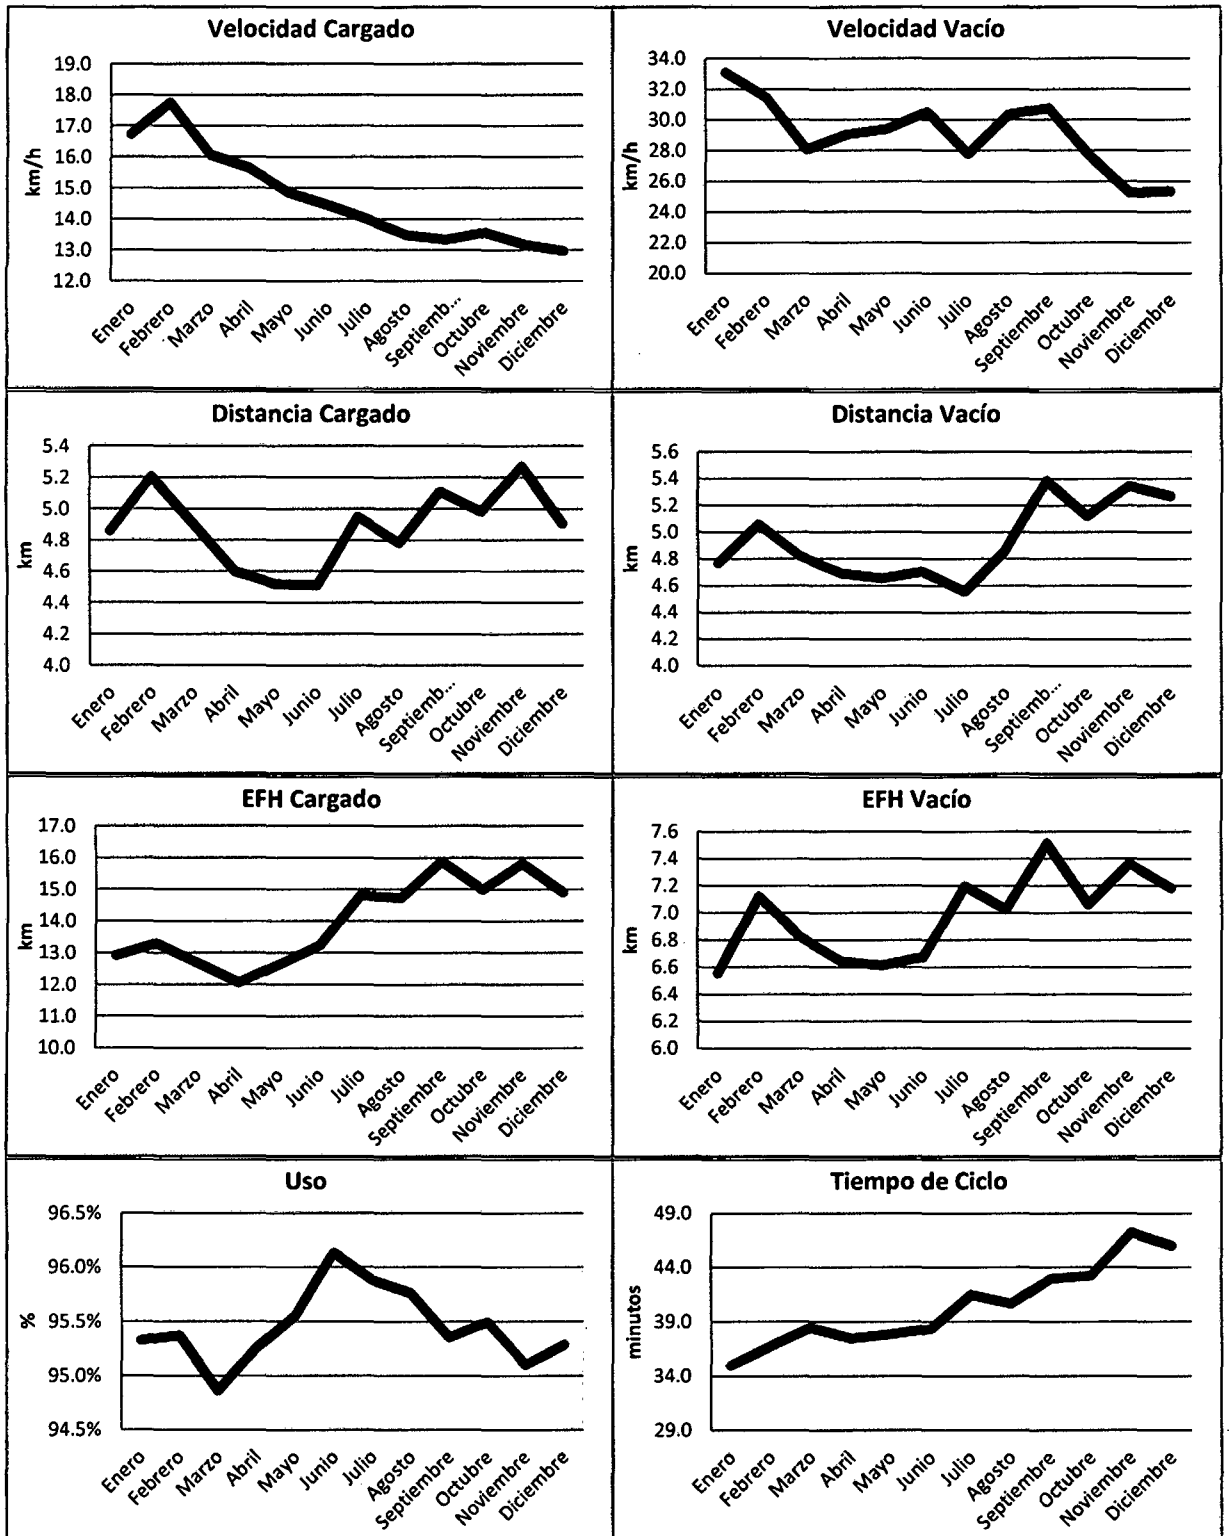 Velocidad Cargado
19.0
18.0
17.0
16.0
15.0
14.0
13.0
12.0
km/h
Enero
Febrero
Marzo
Abril
Mayo
Junio
Julio
Agosto
Septiemb...
Octubre
Noviembre
Diciembre
Velocidad Vacío
34.0
32.0
30.0
28.0
26.0
24.0
22.0
20.0
km/h
Enero
Febrero
Marzo
Abril
Mayo
Junio
Julio
Agosto
Septiembre
Octubre
Noviembre
Diciembre
Distancia Cargado
5.4
5.2
5.0
4.8
4.6
4.4
4.2
4.0
km
Enero
Febrero
Marzo
Abril
Mayo
Junio
Julio
Agosto
Septiemb...
Octubre
Noviembre
Diciembre
Distancia Vacío
5.6
5.4
5.2
5.0
4.8
4.6
4.4
4.2
4.0
km
Enero
Febrero
Marzo
Abril
Mayo
Junio
Julio
Agosto
Septiemb...
Octubre
Noviembre
Diciembre
EFH Cargado
17.0
16.0
15.0
14.0
13.0
12.0
11.0
10.0
km
Enero
Febrero
Marzo
Abril
Mayo
Junio
Julio
Agosto
Septiembre
Octubre
Noviembre
Diciembre
EFH Vacío
7.6
7.4
7.2
7.0
6.8
6.6
6.4
6.2
6.0
km
Enero
Febrero
Marzo
Abril
Mayo
Junio
Julio
Agosto
Septiembre
Octubre
Noviembre
Diciembre
Uso
96.5%
96.0%
95.5%
95.0%
94.5%
%
Enero
Febrero
Marzo
Abril
Mayo
Junio
Julio
Agosto
Septiembre
Octubre
Noviembre
Diciembre
Tiempo de Ciclo
49.0
44.0
39.0
34.0
29.0
minutos
Enero
Febrero
Marzo
Abril
Mayo
Junio
Julio
Agosto
Septiembre
Octubre
Noviembre
Diciembre